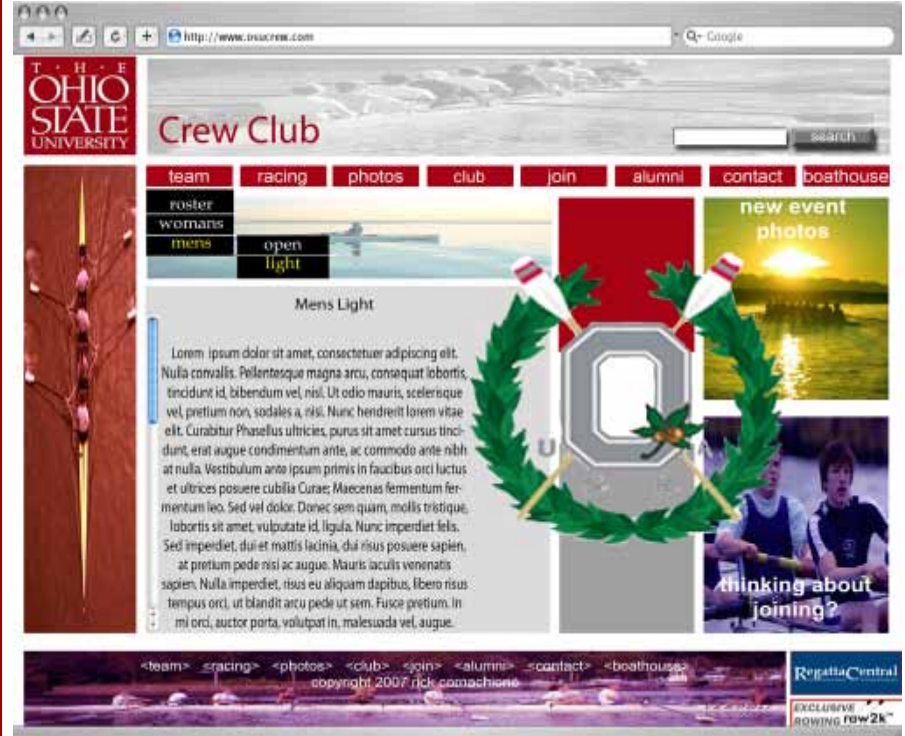 http://www.osucrew.com
Google
T · H · E
OHIO
STATE
UNIVERSITY
Crew Club
search
team racing photos club join alumni contact boathouse
roster
womans
mens open
light
new event
photos
Mens Light
Lorem ipsum dolor sit amet, consectetuer adipiscing elit.
Nulla convallis. Pellentesque magna arcu, consequat lobortis,
tincidunt id, bibendum vel, nisl. Ut odio mauris, scelerisque
vel, pretium non, sodales a, nisi. Nunc hendrerit lorem vitae
elit. Curabitur Phasellus ultricies, purus sit amet cursus tinci-
dunt, erat augue condimentum ante, ac commodo ante nibh
at nulla. Vestibulum ante ipsum primis in faucibus orci luctus
et ultrices posuere cubilia Curae; Maecenas fermentum fer-
mentum leo. Sed vel dolor. Donec sem quam, mollis tristique,
lobortis sit amet, vulputate id, ligula. Nunc imperdiet felis.
Sed imperdiet, dui et mattis lacinia, dui risus posuere sapien,
at pretium pede nisi ac augue. Mauris iaculis venenatis
sapien. Nulla imperdiet, risus eu aliquam dapibus, libero risus
tempus orci, ut blandit arcu pede ut sem. Fusce pretium. In
mi orci, auctor porta, volutpat in, malesuada vel, augue.
O
thinking about
joining?
<team> <racing> <photos> <club> <join> <alumni> <contact> <boathouse>
copyright 2007 rick comachione
RegattaCentral
EXCLUSIVE
ROWING row2k